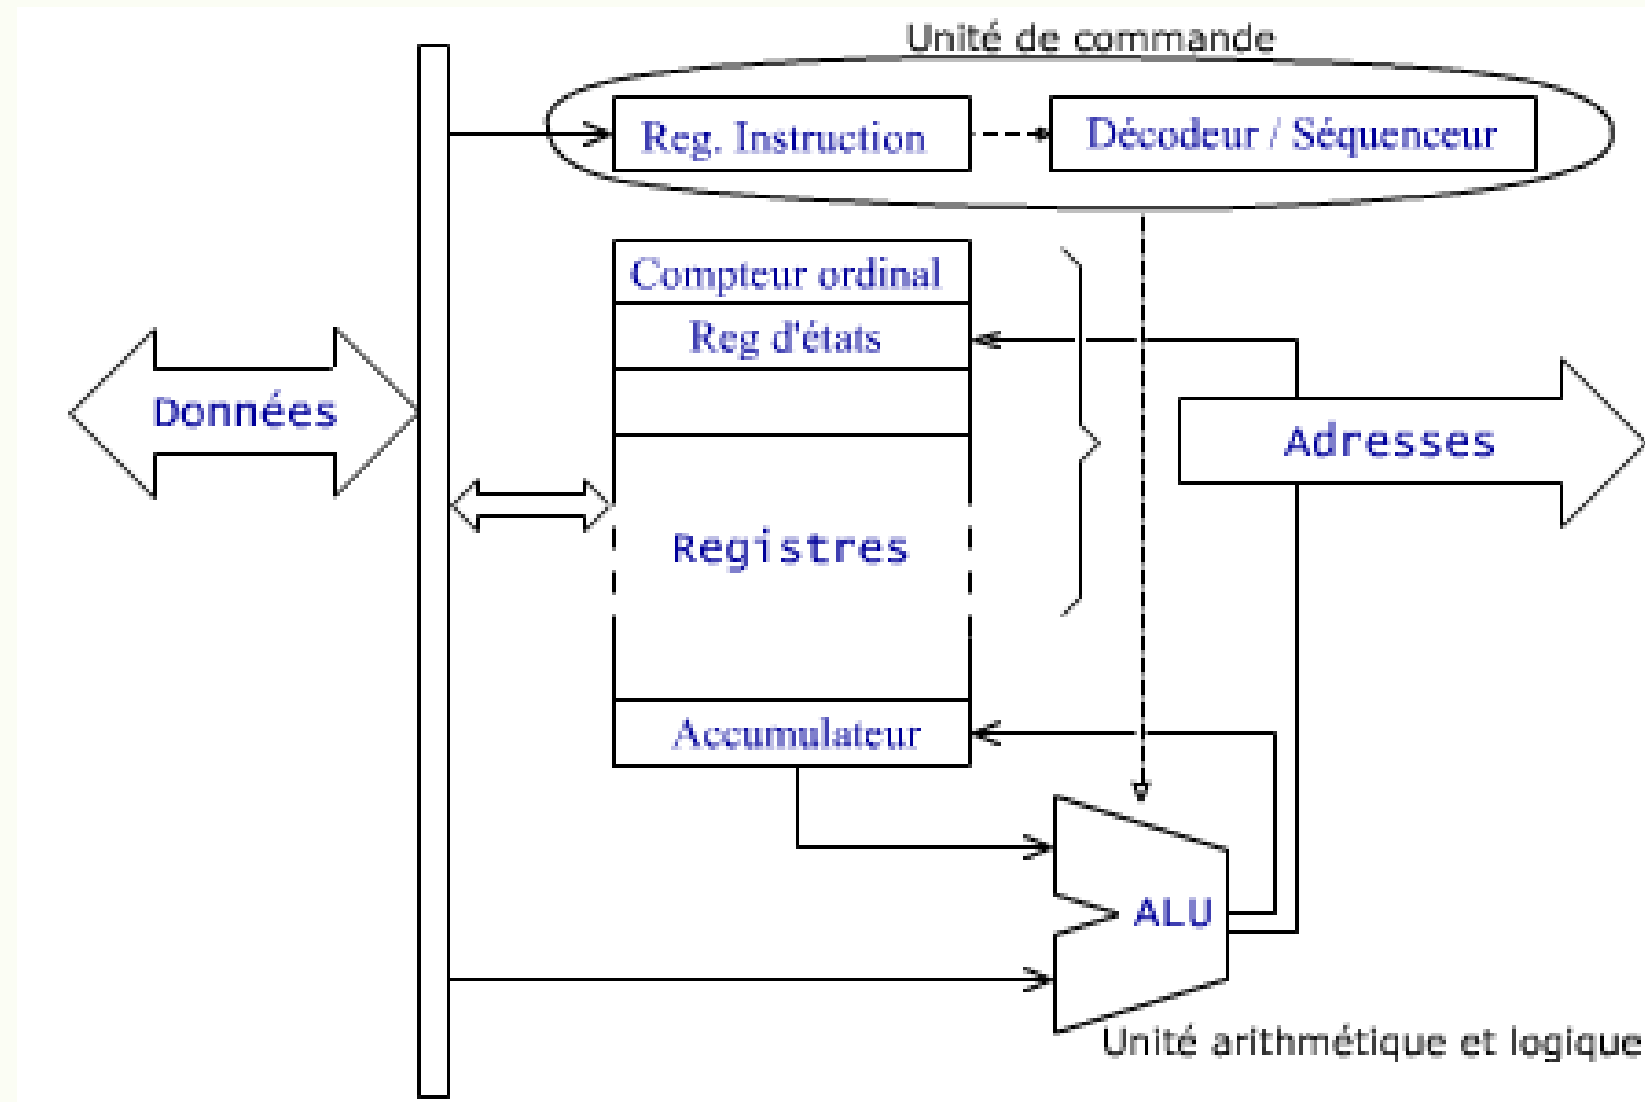 Unité de commande
Reg. Instruction
Décodeur / Séquenceur
Compteur ordinal
Reg d'états
Données
Adresses
Registres
Accumulateur
ALU
Unité arithmétique et logique